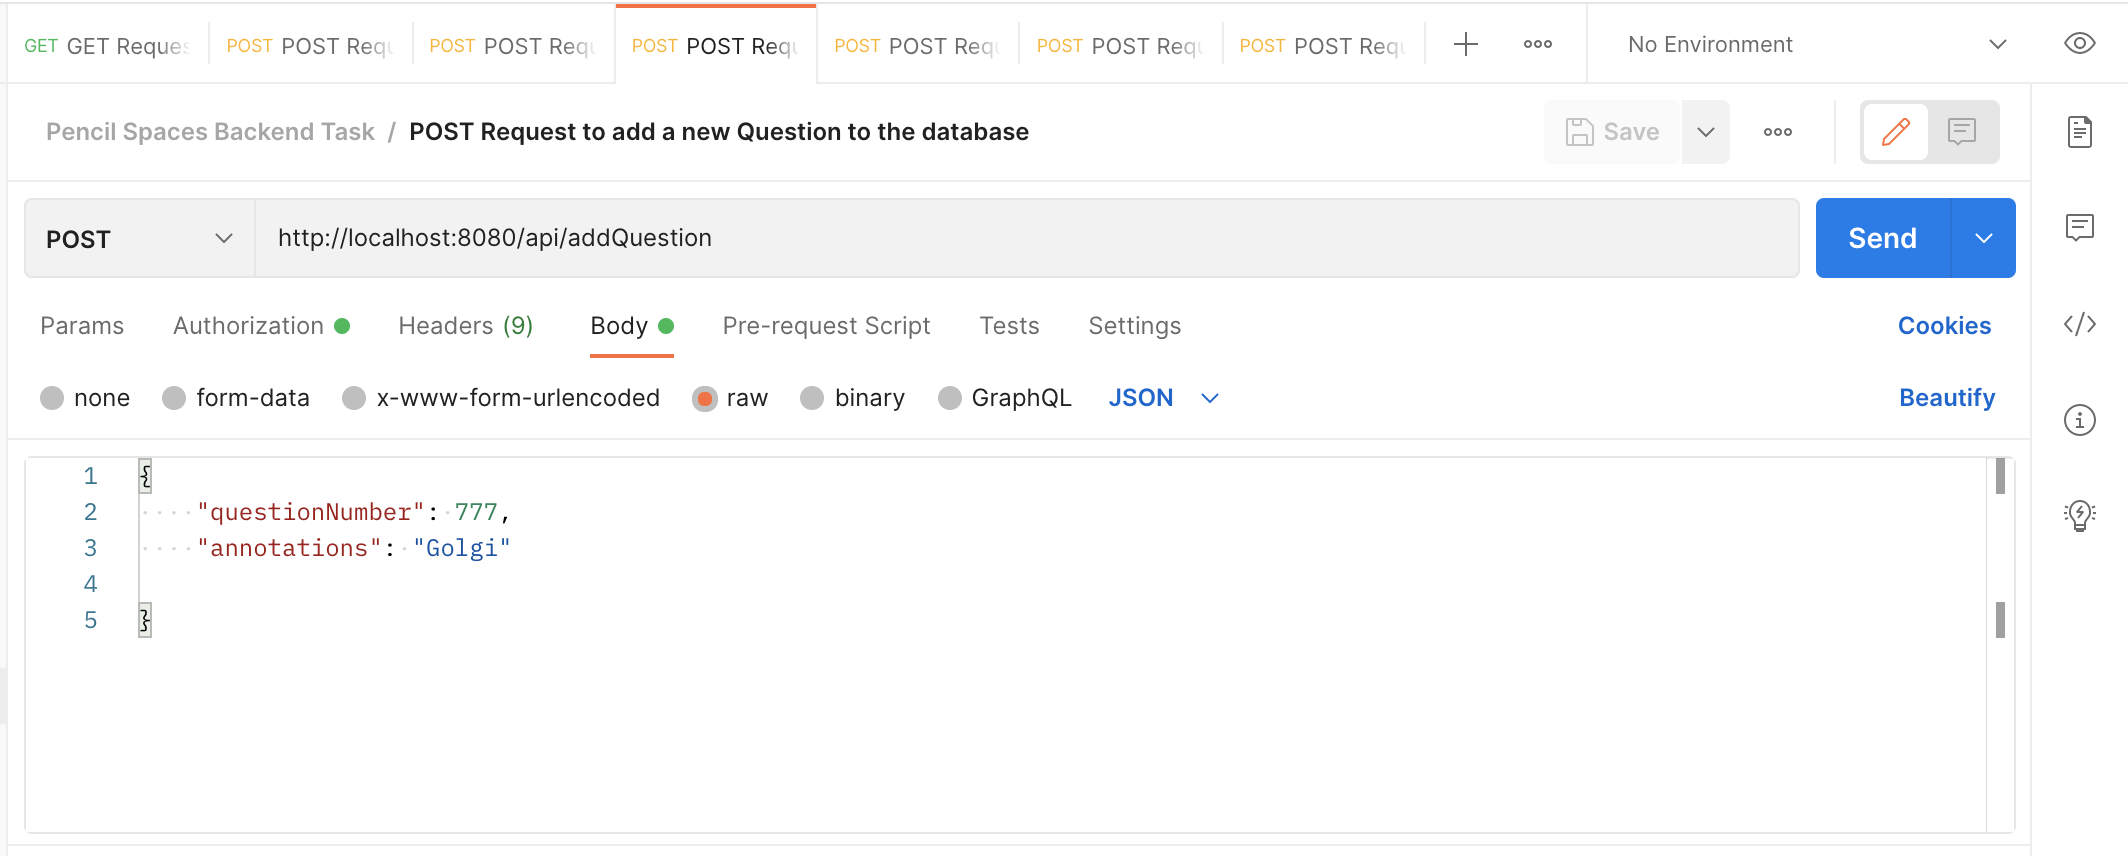 GET GET Reques POST POST Requ POST POST Requ POST POST Requ POST POST Requ POST POST Requ POST POST Requ No Environment
Pencil Spaces Backend Task / POST Request to add a new Question to the database Save
POST http://localhost:8080/api/addQuestion Send
Params Authorization Headers (9) Body Pre-request Script Tests Settings Cookies
none form-data x-www-form-urlencoded raw binary GraphQL JSON Beautify
1 {
2 "questionNumber": 777,
3 "annotations": "Golgi"
4
5 }